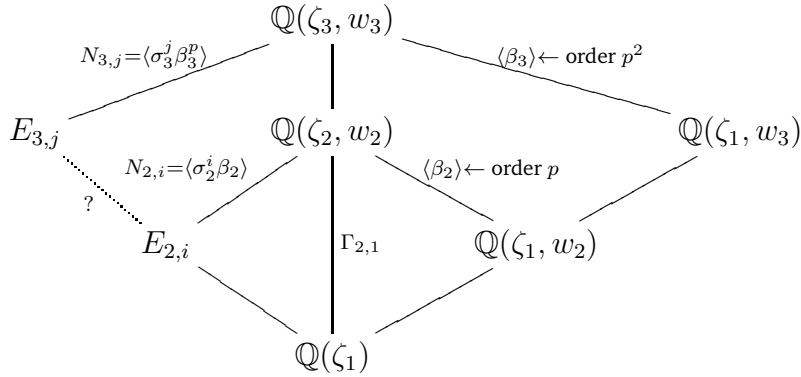 ℚ(ζ₃, w₃)
N₃,ⱼ=⟨σ₃ʲβ₃ᵖ⟩ ⟨β₃⟩← order p²
E₃,ⱼ ℚ(ζ₂, w₂) ℚ(ζ₁, w₃)
N₂,ᵢ=⟨σ₂ⁱβ₂⟩ ⟨β₂⟩← order p
?
E₂,ᵢ Γ₂,₁ ℚ(ζ₁, w₂)
ℚ(ζ₁)